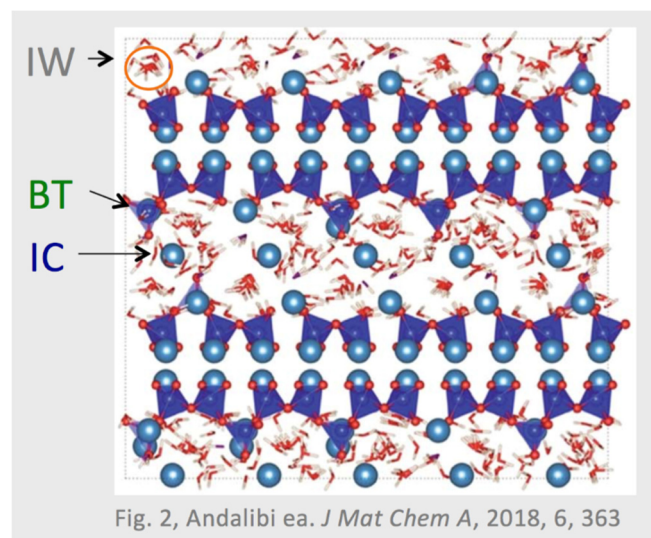 IW
BT
IC
Fig. 2, Andalibi ea. J Mat Chem A, 2018, 6, 363